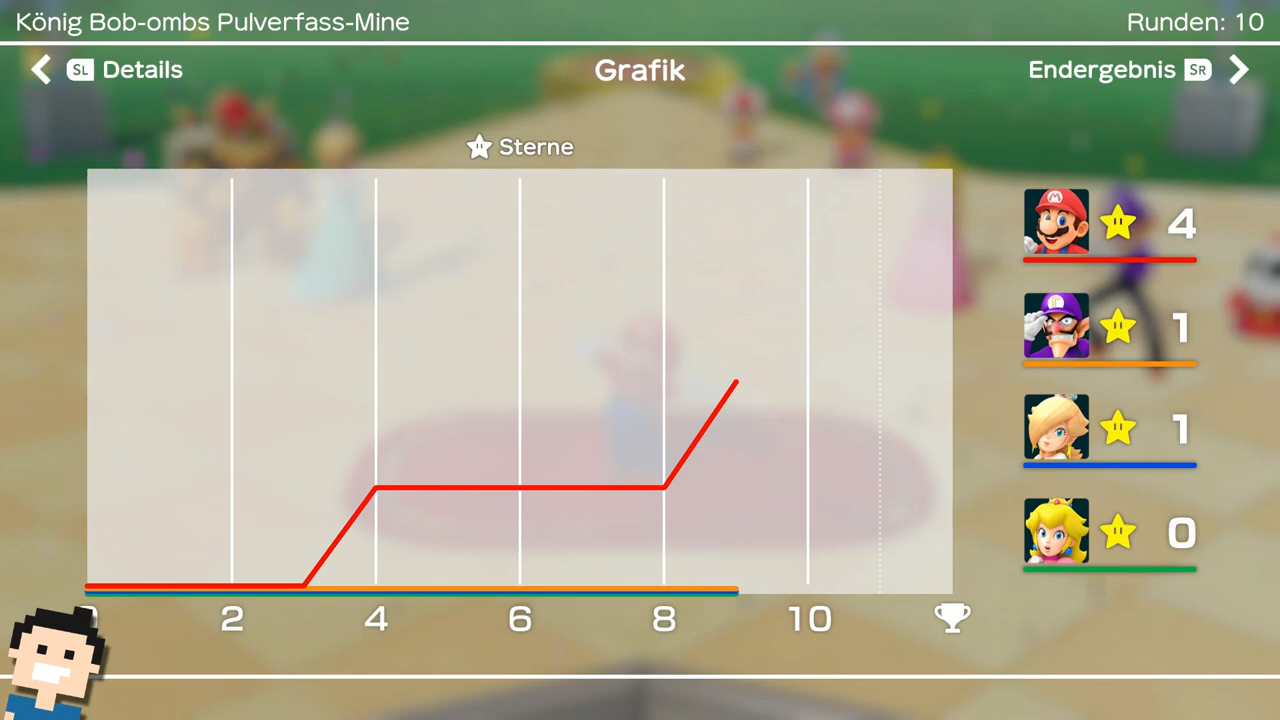 König Bob-ombs Pulverfass-Mine
Runden: 10
SL Details
Grafik
Endergebnis SR
Sterne
4
1
1
0
2 4 6 8 10